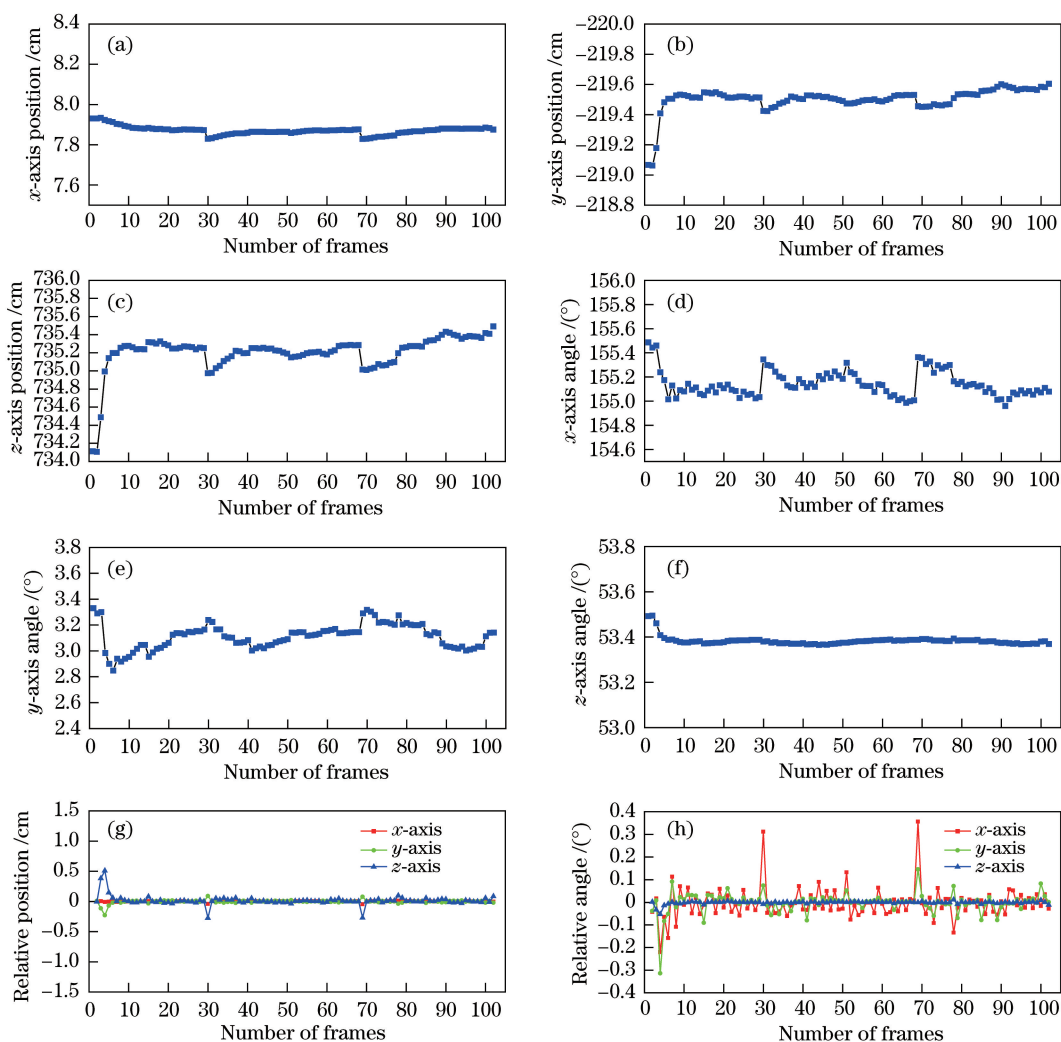 (a)
8.4
8.2
8.0
7.8
7.6
x-axis position /cm
0 10 20 30 40 50 60 70 80 90 100
Number of frames
(b)
−220.0
−219.8
−219.6
−219.4
−219.2
−219.0
−218.8
y-axis position /cm
0 10 20 30 40 50 60 70 80 90 100
Number of frames
(c)
736.0
735.8
735.6
735.4
735.2
735.0
734.8
734.6
734.4
734.2
734.0
z-axis position /cm
0 10 20 30 40 50 60 70 80 90 100
Number of frames
(d)
156.0
155.8
155.6
155.4
155.2
155.0
154.8
154.6
x-axis angle /(°)
0 10 20 30 40 50 60 70 80 90 100
Number of frames
(e)
3.8
3.6
3.4
3.2
3.0
2.8
2.6
2.4
y-axis angle /(°)
0 10 20 30 40 50 60 70 80 90 100
Number of frames
(f)
53.8
53.6
53.4
53.2
53.0
z-axis angle /(°)
0 10 20 30 40 50 60 70 80 90 100
Number of frames
(g)
1.5
1.0
0.5
0
−0.5
−1.0
−1.5
Relative position /cm
x-axis
y-axis
z-axis
0 10 20 30 40 50 60 70 80 90 100
Number of frames
(h)
0.4
0.3
0.2
0.1
0
−0.1
−0.2
−0.3
−0.4
Relative angle /(°)
x-axis
y-axis
z-axis
0 10 20 30 40 50 60 70 80 90 100
Number of frames